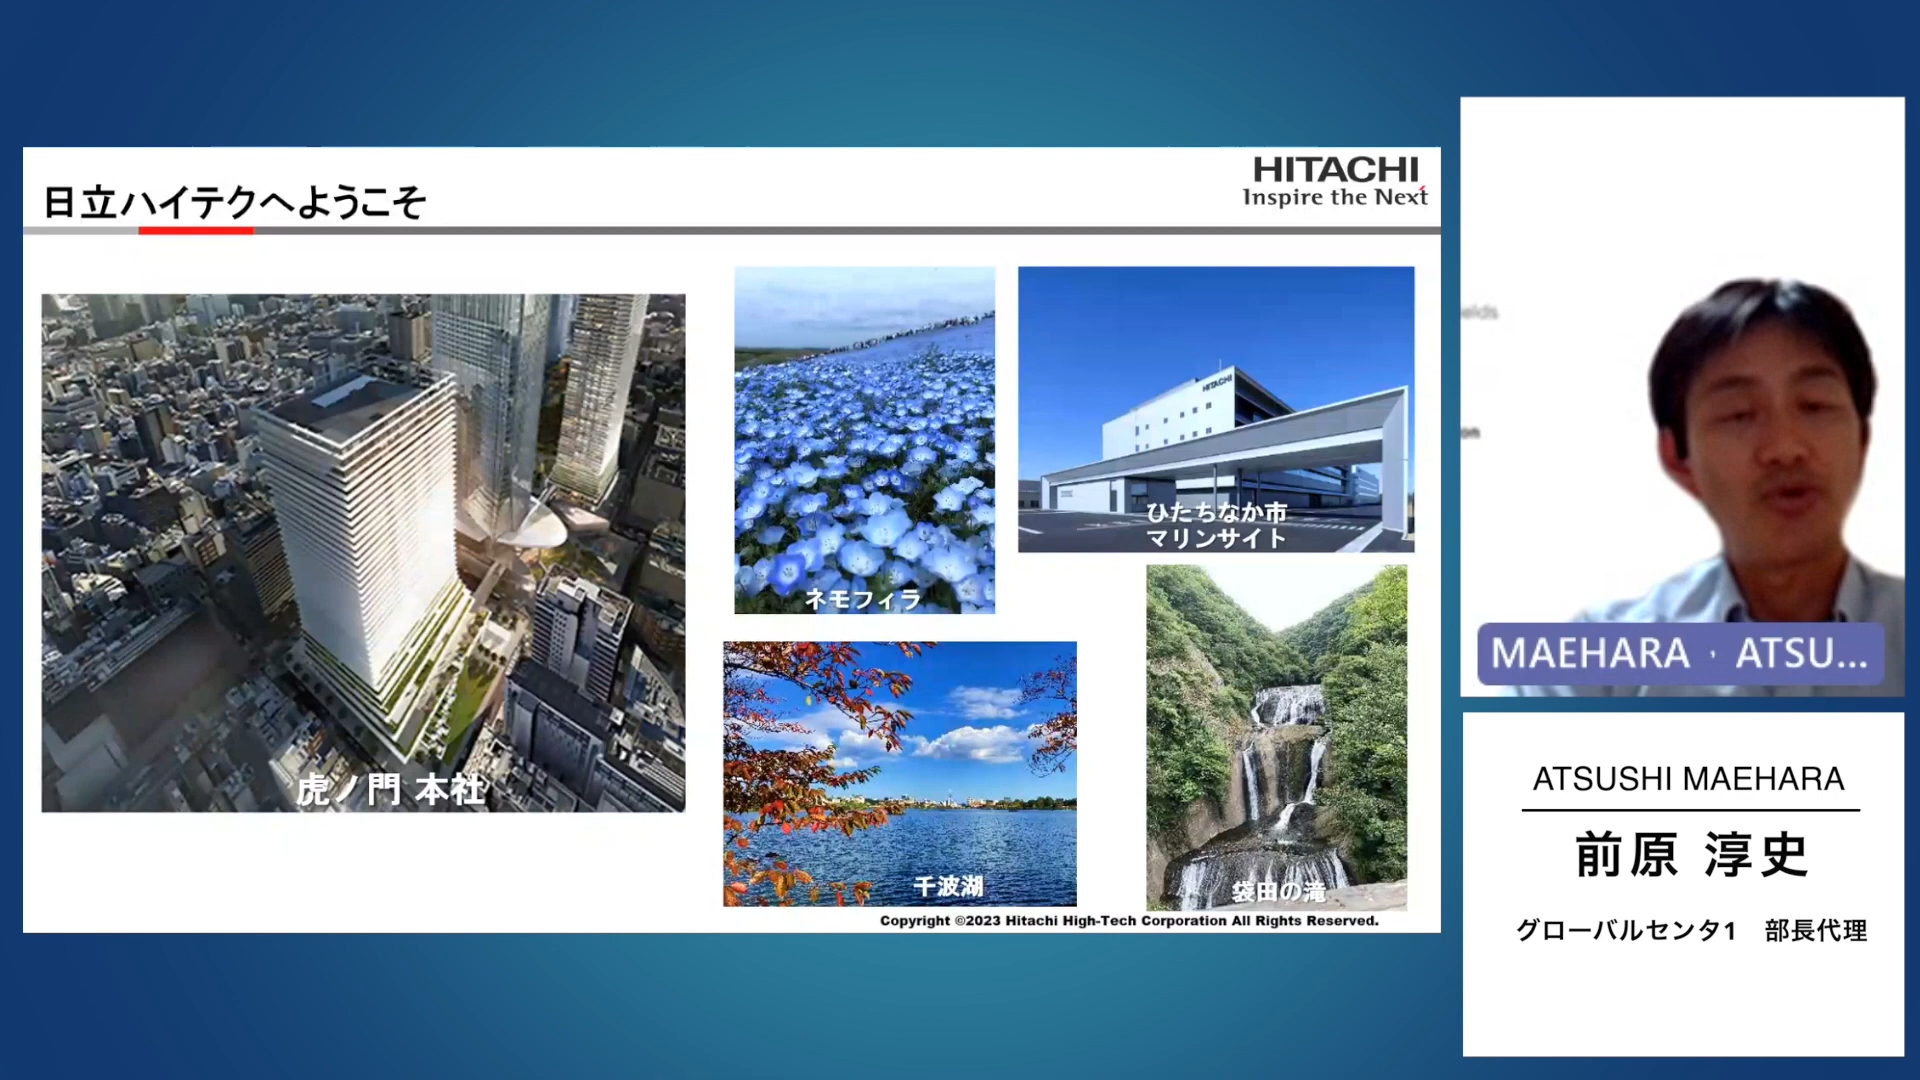 日立ハイテクへようこそ
HITACHI
Inspire the Next
虎ノ門 本社
ネモフィラ
HITACHI
ひたちなか市
マリンサイト
千波湖
袋田の滝
Copyright ©2023 Hitachi High-Tech Corporation All Rights Reserved.
MAEHARA ・ ATSU...
ATSUSHI MAEHARA
前原 淳史
グローバルセンタ1 部長代理